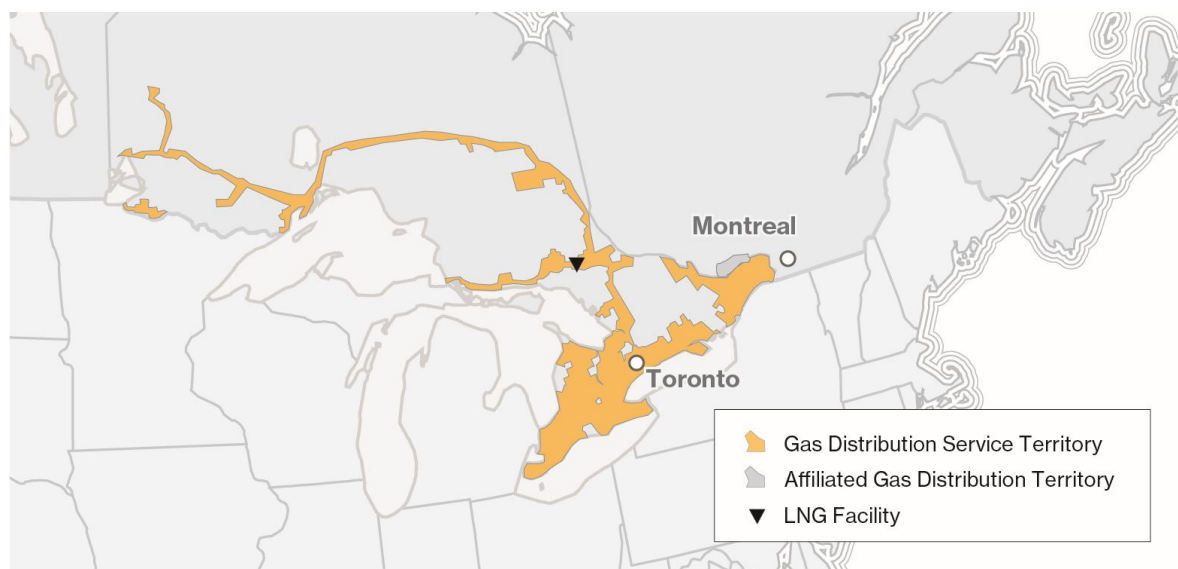 Montreal
Toronto
Gas Distribution Service Territory
Affiliated Gas Distribution Territory
LNG Facility